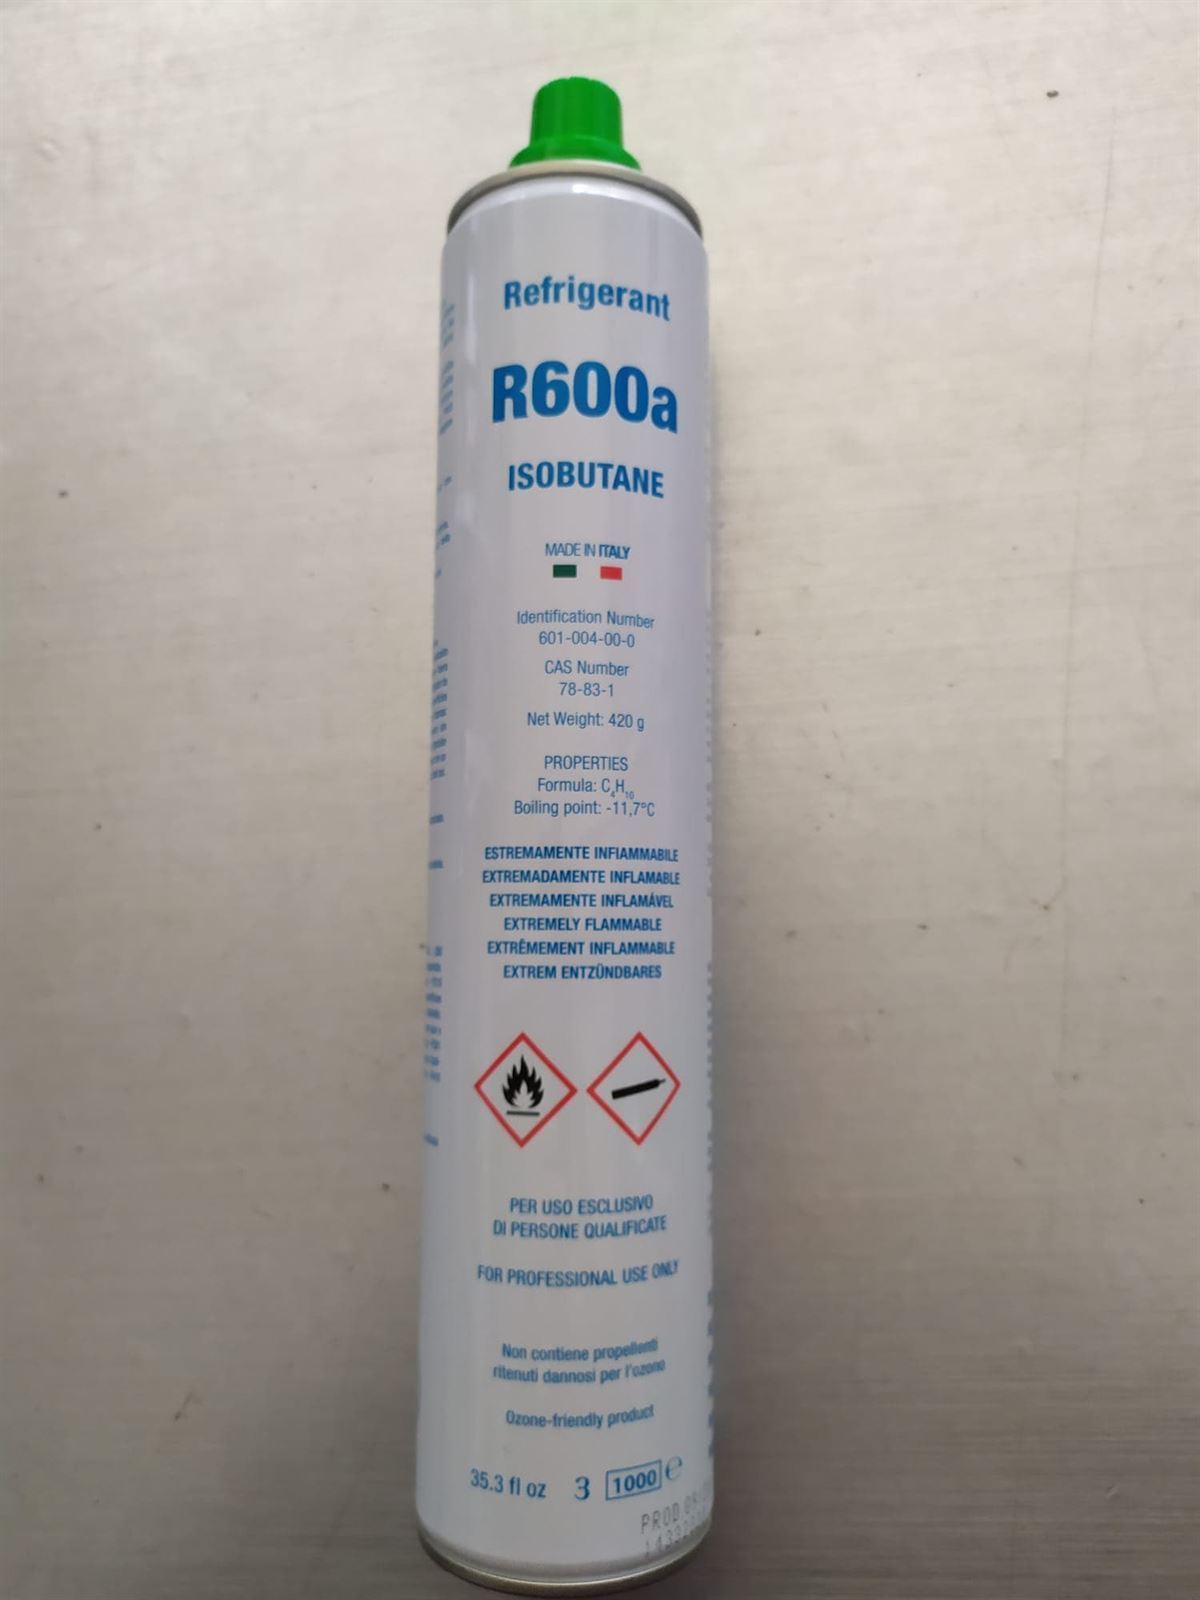 Refrigerant
R600a
ISOBUTANE
MADE IN ITALY
Identification Number
601-004-00-0
CAS Number
78-83-1
Net Weight: 420 g
PROPERTIES
Formula: C₄H₁₀
Boiling point: -11,7°C
ESTREMAMENTE INFIAMMABILE
EXTREMADAMENTE INFLAMABLE
EXTREMAMENTE INFLAMÁVEL
EXTREMELY FLAMMABLE
EXTRÊMEMENT INFLAMMABLE
EXTREM ENTZÜNDBARES
PER USO ESCLUSIVO
DI PERSONE QUALIFICATE
FOR PROFESSIONAL USE ONLY
Non contiene propellenti
ritenuti dannosi per l'ozono
Ozone-friendly product
35.3 fl oz 3 1000 ℮
PROD